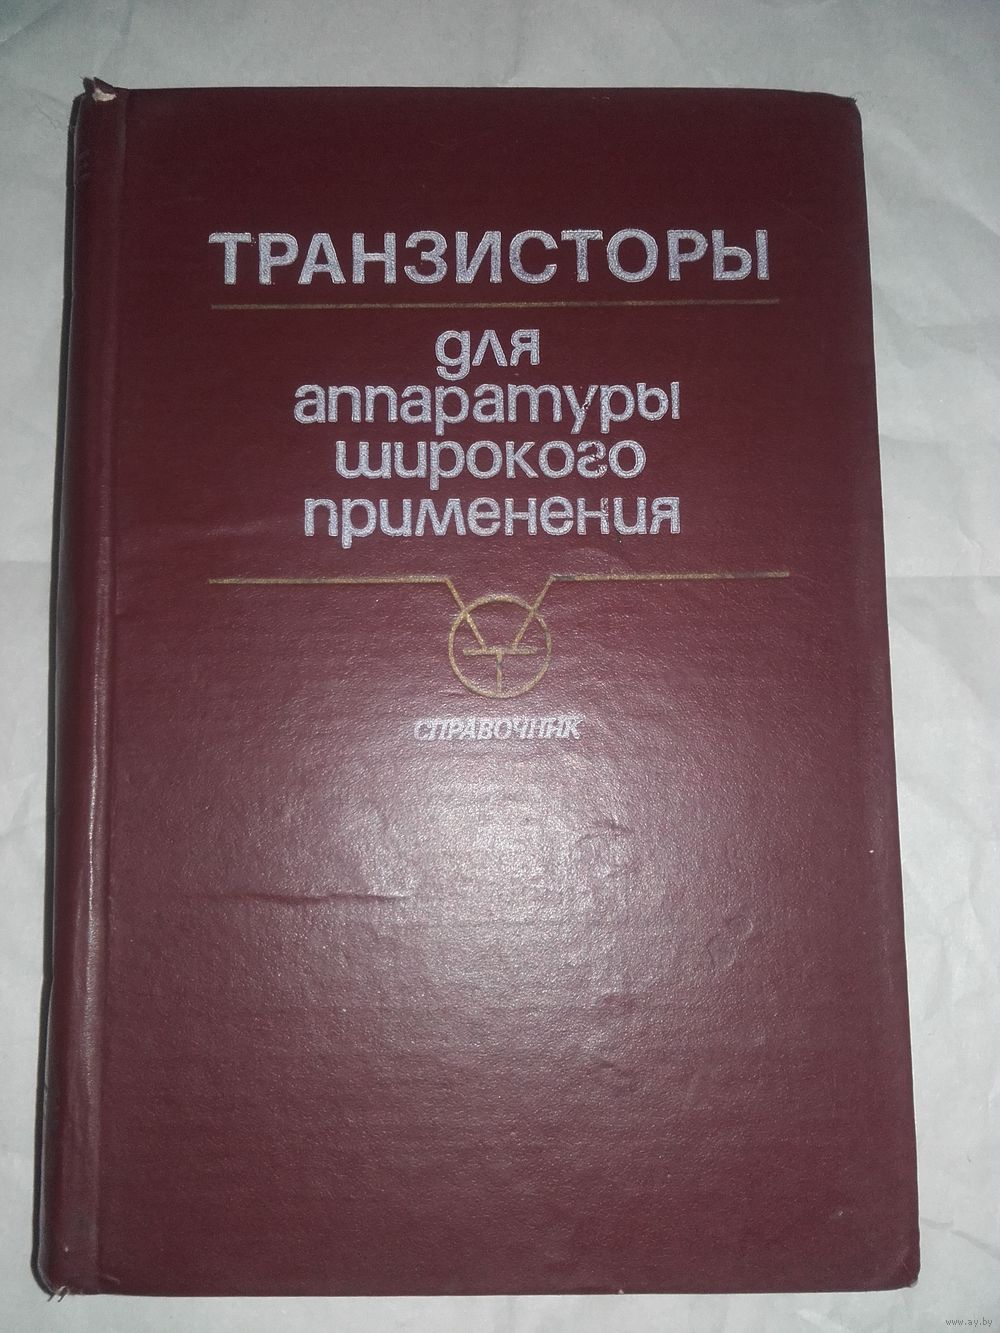 ТРАНЗИСТОРЫ
для
аппаратуры
широкого
применения
СПРАВОЧНИК
www.ay.by